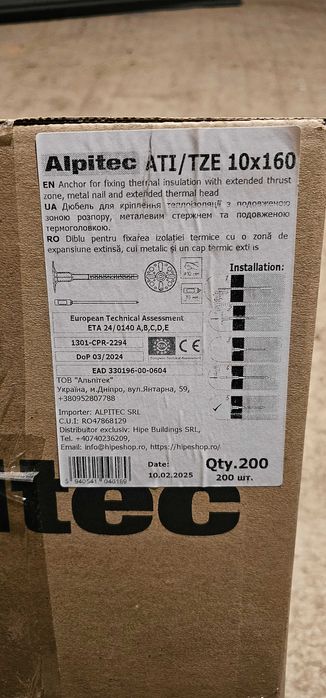 Alpitec ATI/TZE 10x160
EN Anchor for fixing thermal insulation with extended thrust
zone, metal nail and extended thermal head
UA Дюбель для кріплення теплоізоляції з подовженою
зоною розпору, металевим стержнем та подовженою
термоголовкою.
RO Diblu pentru fixarea izolatiei termice cu o zonă de
expansiune extinsă, cui metalic și un cap termic extins
Installation:
European Technical Assessment
ETA 24/0140 A,B,C,D,E
1301-CPR-2294
DoP 03/2024
CE
EAD 330196-00-0604
ТОВ "Альпітек"
Україна, м.Дніпро, вул.Янтарна, 59,
+380952807788
Importer: ALPITEC SRL
C.U.I: RO47868129
Distribuitor exclusiv: Hipe Buildings SRL,
Tel. +40740236209,
Email: info@hipeshop.ro, https://hipeshop.ro/
Date:
10.02.2025
Qty.200
200 шт.
5 940541 040169
itec